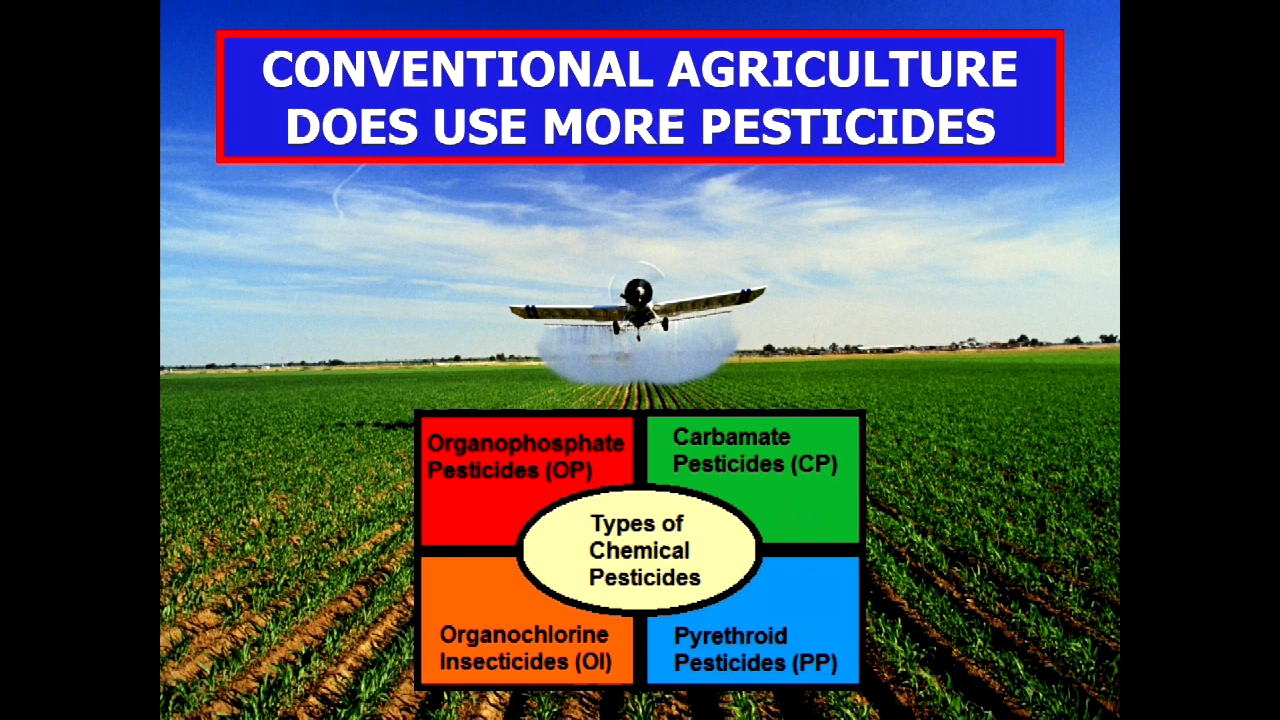 CONVENTIONAL AGRICULTURE
DOES USE MORE PESTICIDES
Organophosphate
Pesticides (OP)
Carbamate
Pesticides (CP)
Types of
Chemical
Pesticides
Organochlorine
Insecticides (OI)
Pyrethroid
Pesticides (PP)